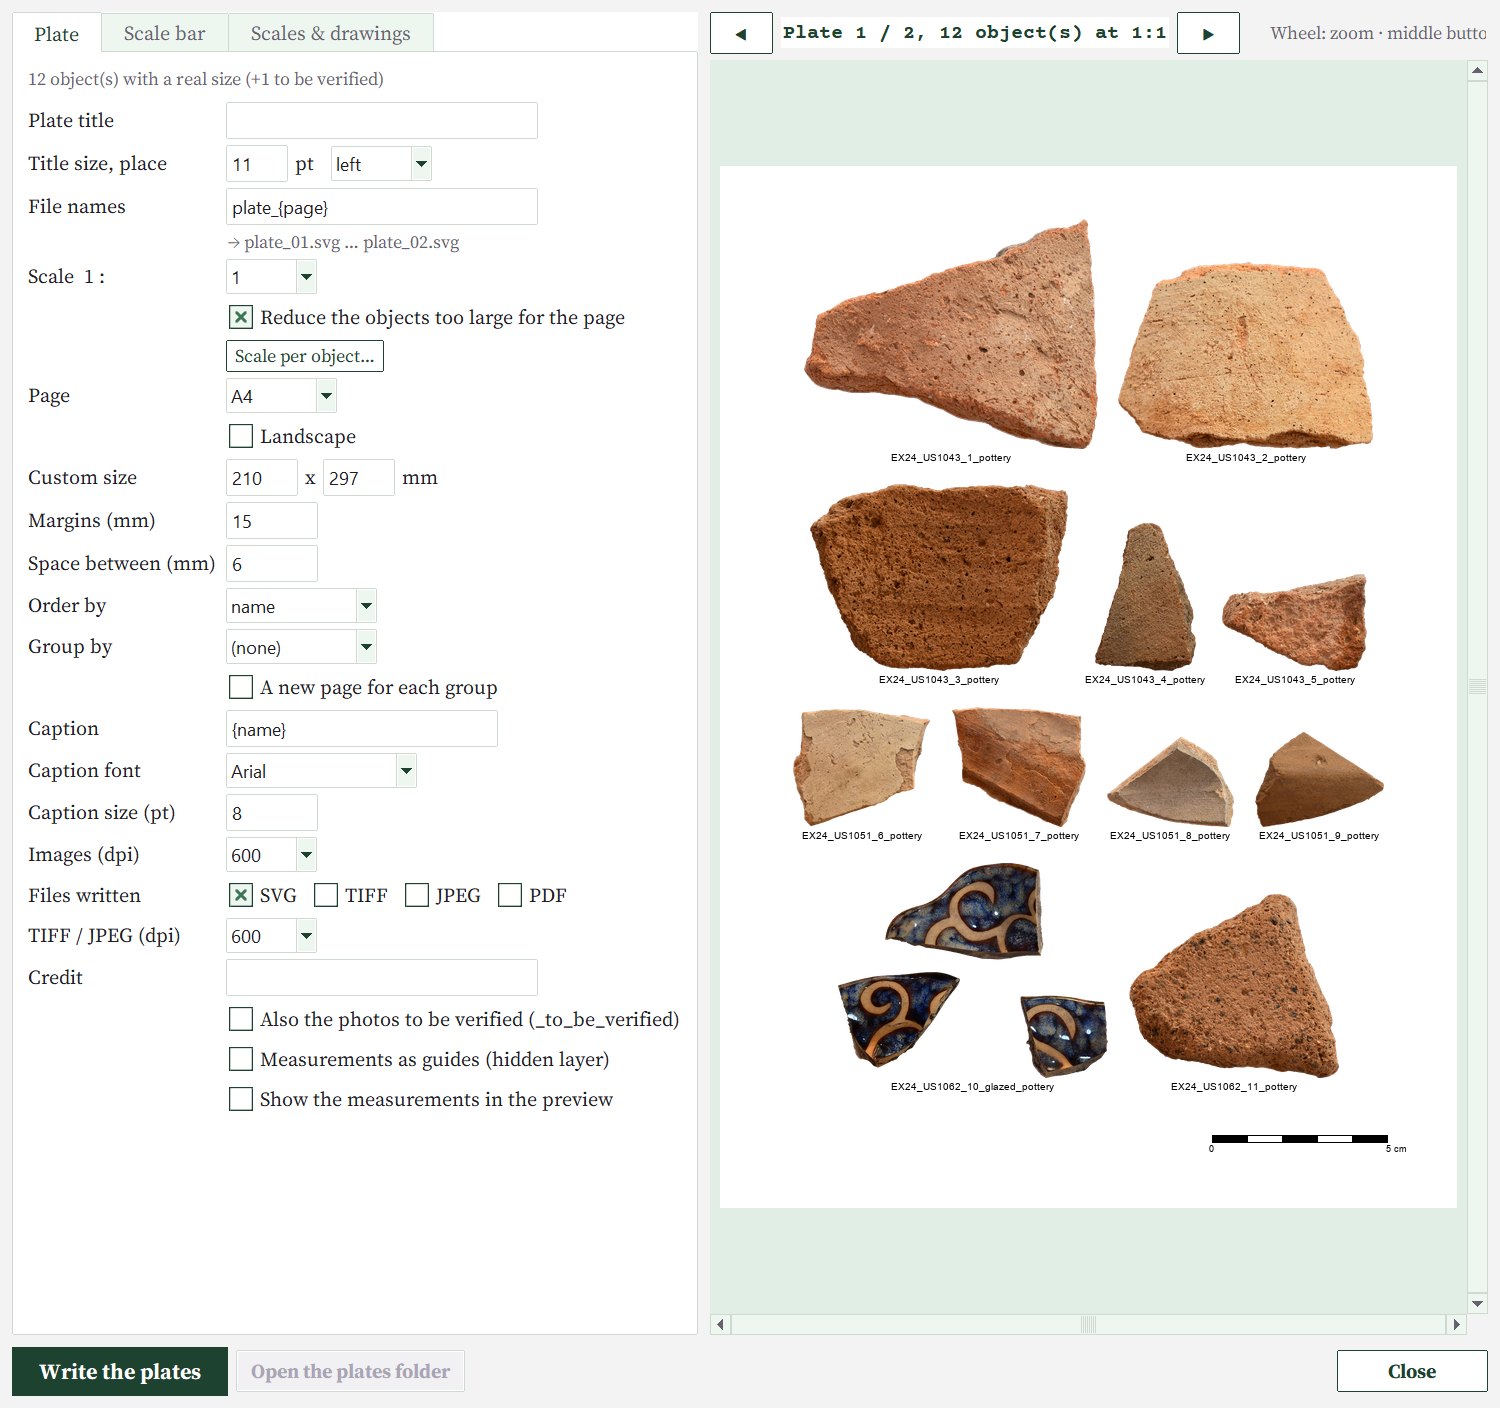 Plate
Scale bar
Scales & drawings
12 object(s) with a real size (+1 to be verified)
Plate title
Title size, place
11
pt
left
File names
plate_{page}
→ plate_01.svg ... plate_02.svg
Scale 1 :
1
Reduce the objects too large for the page
Scale per object...
Page
A4
Landscape
Custom size
210
x
297
mm
Margins (mm)
15
Space between (mm)
6
Order by
name
Group by
(none)
A new page for each group
Caption
{name}
Caption font
Arial
Caption size (pt)
8
Images (dpi)
600
Files written
SVG
TIFF
JPEG
PDF
TIFF / JPEG (dpi)
600
Credit
Also the photos to be verified (_to_be_verified)
Measurements as guides (hidden layer)
Show the measurements in the preview
Write the plates
Open the plates folder
Plate 1 / 2, 12 object(s) at 1:1
Wheel: zoom · middle butto
EX24_US1043_1_pottery
EX24_US1043_2_pottery
EX24_US1043_3_pottery
EX24_US1043_4_pottery
EX24_US1043_5_pottery
EX24_US1051_6_pottery
EX24_US1051_7_pottery
EX24_US1051_8_pottery
EX24_US1051_9_pottery
EX24_US1062_10_glazed_pottery
EX24_US1062_11_pottery
0
5 cm
Close